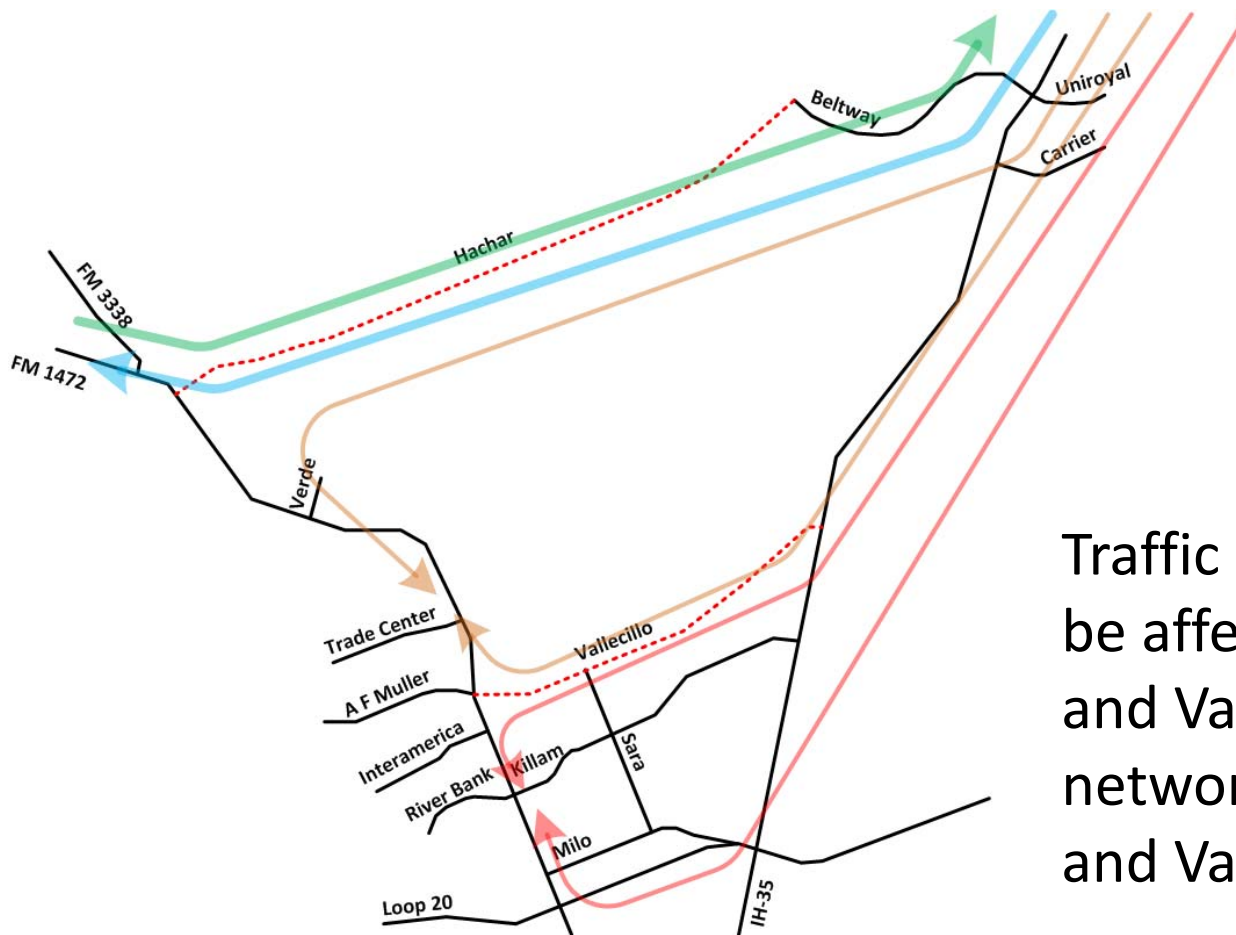 Beltway
Uniroyal
Carrier
Hachar
FM 3338
FM 1472
Verde
Trade Center
Vallecillo
A F Muller
Interamerica
Sara
River Bank
Killam
Milo
Loop 20
IH-35
Traffic
be affe
and Va
networ
and Va